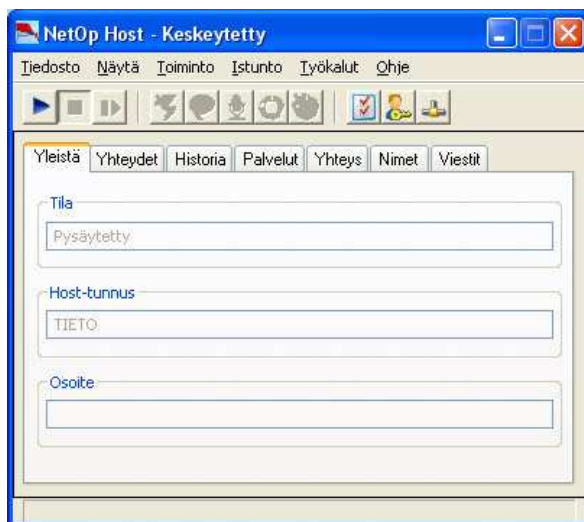 NetOp Host - Keskeytetty
Tiedosto Näytä Toiminto Istunto Työkalut Ohje
Yleistä Yhteydet Historia Palvelut Yhteys Nimet Viestit
Tila
Pysäytetty
Host-tunnus
TIETO
Osoite